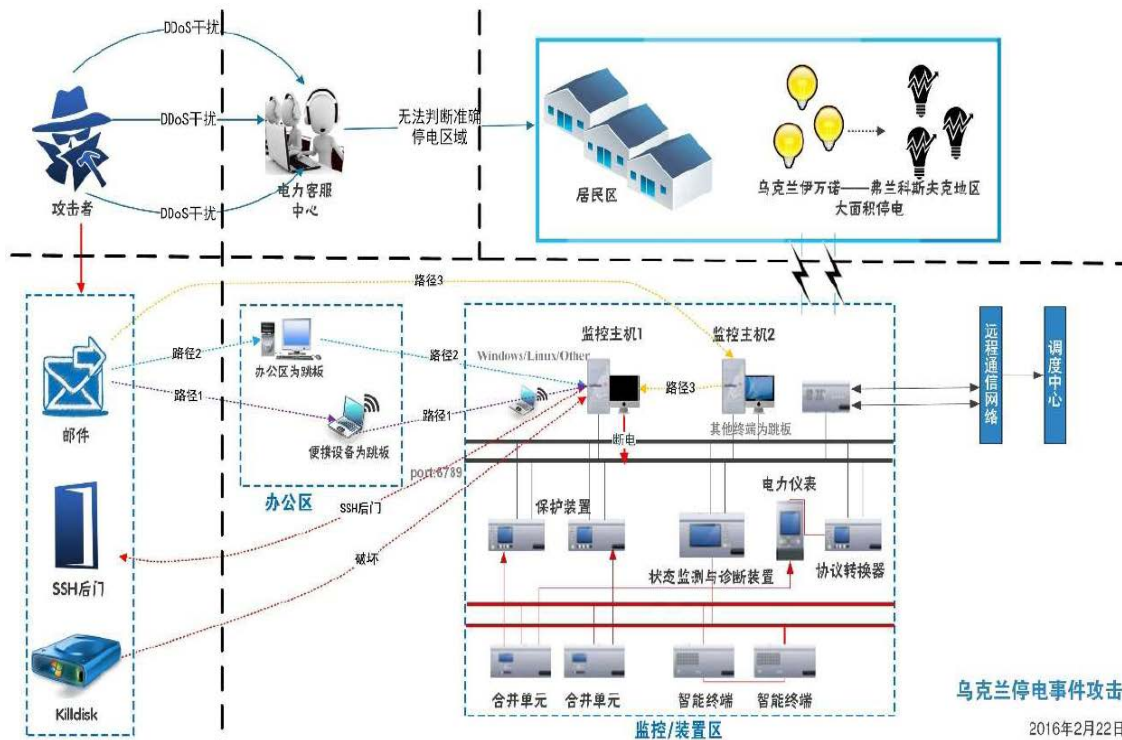 DDoS干扰
DDoS干扰
DDoS干扰
攻击者
电力客服
中心
无法判断准确
停电区域
居民区
乌克兰伊万诺——弗兰科斯夫克地区
大面积停电
路径3
路径2
路径1
邮件
办公区为跳板
便携设备为跳板
办公区
路径2
路径1
Windows/Linux/Other
监控主机1
监控主机2
路径3
其他终端为跳板
断电
port:6789
远程通信网络
调度中心
SSH后门
破坏
SSH后门
Killdisk
保护装置
电力仪表
状态监测与诊断装置
协议转换器
合并单元
合并单元
智能终端
智能终端
监控/装置区
乌克兰停电事件攻击
2016年2月22日